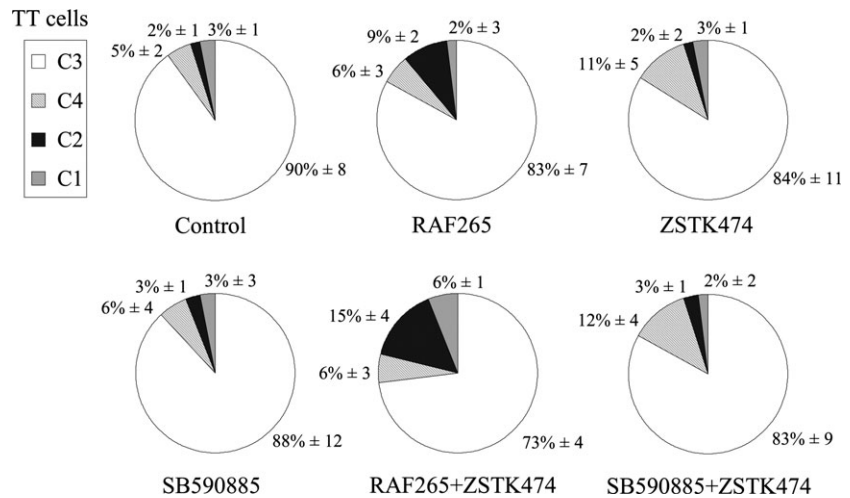 TT cells
C3
C4
C2
C1
2% ± 1
3% ± 1
5% ± 2
90% ± 8
Control
9% ± 2
2% ± 3
6% ± 3
83% ± 7
RAF265
2% ± 2
3% ± 1
11% ± 5
84% ± 11
ZSTK474
3% ± 1
3% ± 3
6% ± 4
88% ± 12
SB590885
6% ± 1
15% ± 4
6% ± 3
73% ± 4
RAF265+ZSTK474
3% ± 1
2% ± 2
12% ± 4
83% ± 9
SB590885+ZSTK474